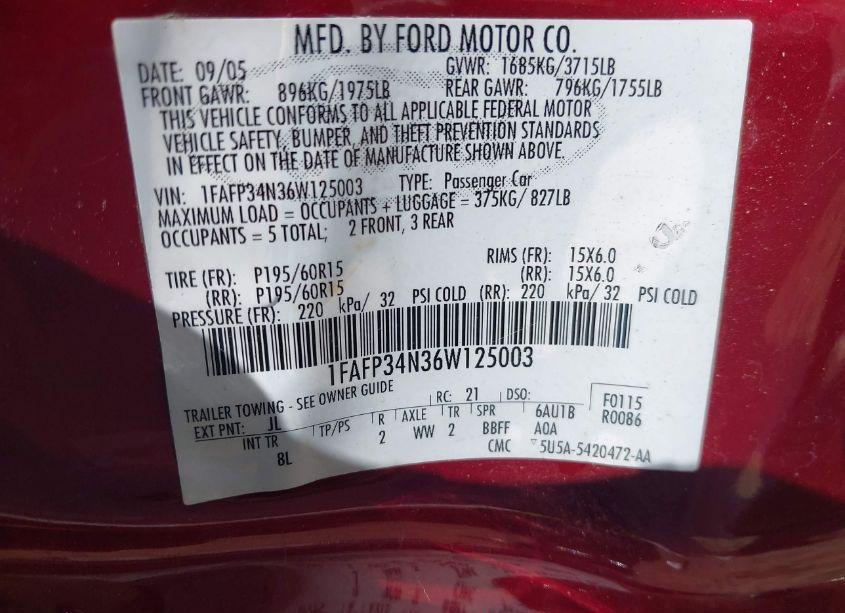 MFD. BY FORD MOTOR CO.
DATE: 09/05 GVWR: 1685KG/3715LB
FRONT GAWR: 896KG/1975LB REAR GAWR: 796KG/1755LB
THIS VEHICLE CONFORMS TO ALL APPLICABLE FEDERAL MOTOR
VEHICLE SAFETY, BUMPER, AND THEFT PREVENTION STANDARDS
IN EFFECT ON THE DATE OF MANUFACTURE SHOWN ABOVE.
VIN: 1FAFP34N36W125003 TYPE: Passenger Car
MAXIMUM LOAD = OCCUPANTS + LUGGAGE = 375KG/ 827LB
OCCUPANTS = 5 TOTAL; 2 FRONT, 3 REAR
TIRE (FR): P195/60R15 RIMS (FR): 15X6.0
(RR): P195/60R15 (RR): 15X6.0
PRESSURE (FR): 220 kPa/ 32 PSI COLD (RR): 220 kPa/ 32 PSI COLD
1FAFP34N36W125003
TRAILER TOWING - SEE OWNER GUIDE RC: 21 DSO: F0115
EXT PNT: JL R AXLE TR SPR 6AU1B R0086
INT TR TP/PS 2 WW 2 BBFF AOA
8L CMC 5U5A-5420472-AA